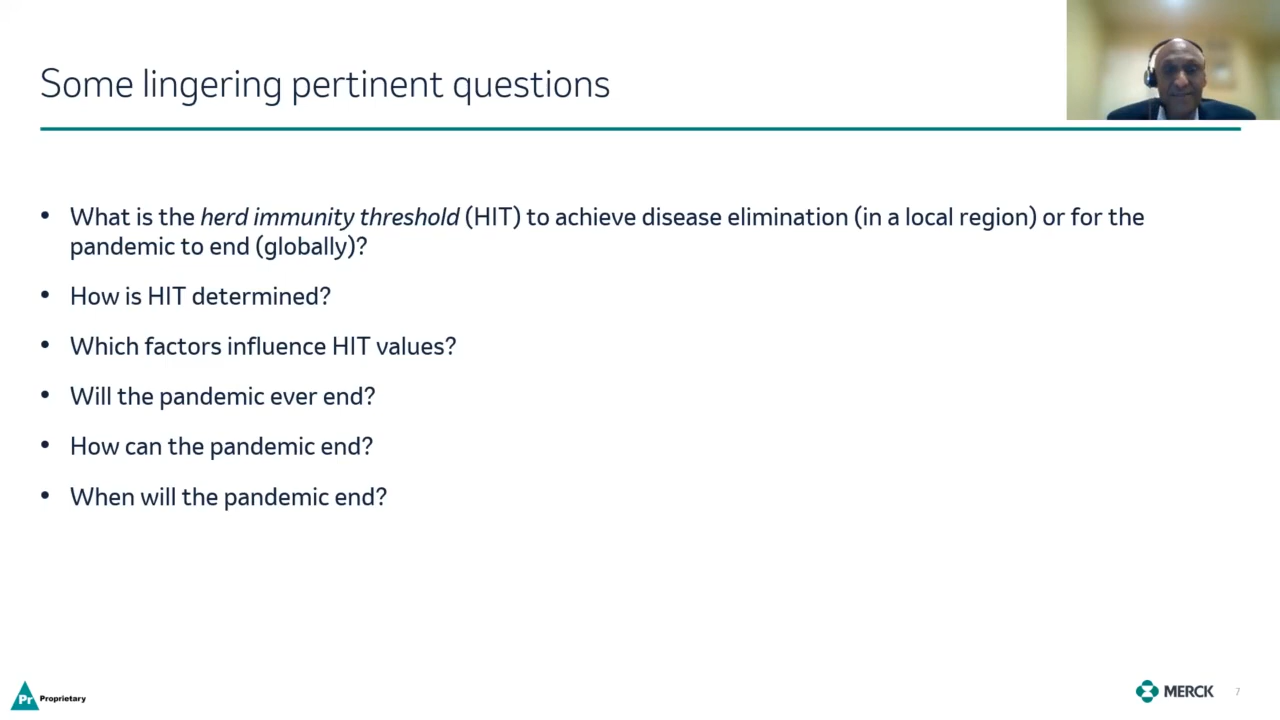 Some lingering pertinent questions
• What is the herd immunity threshold (HIT) to achieve disease elimination (in a local region) or for the
pandemic to end (globally)?
• How is HIT determined?
• Which factors influence HIT values?
• Will the pandemic ever end?
• How can the pandemic end?
• When will the pandemic end?
Pr Proprietary
MERCK 7